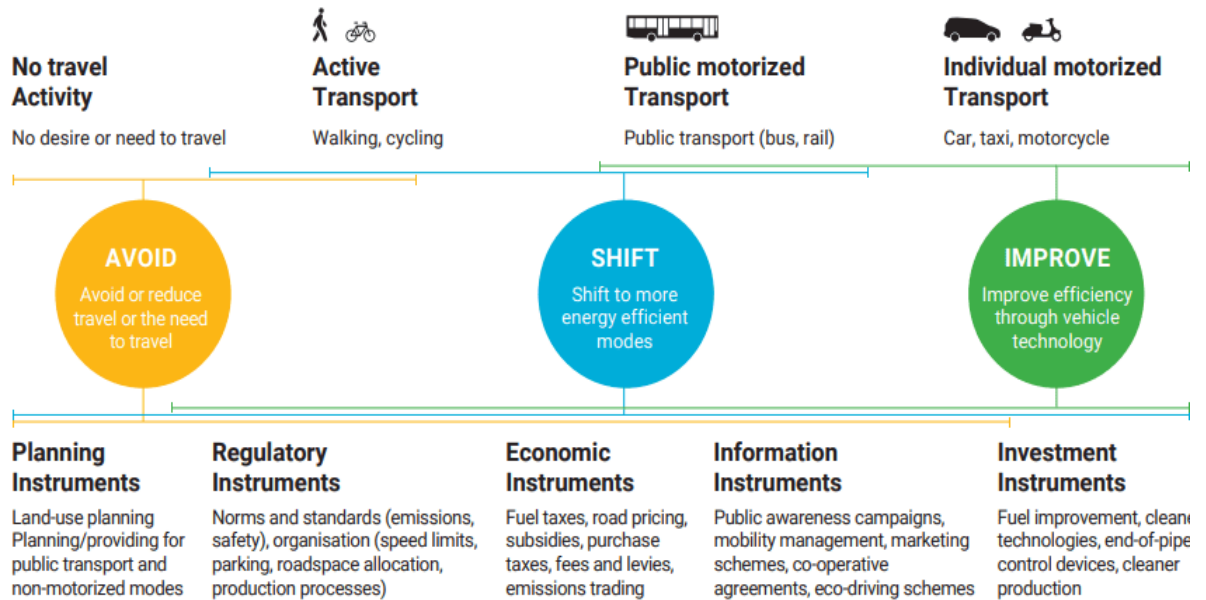 No travel
Activity
No desire or need to travel
Active
Transport
Walking, cycling
Public motorized
Transport
Public transport (bus, rail)
Individual motorized
Transport
Car, taxi, motorcycle
AVOID
Avoid or reduce
travel or the need
to travel
SHIFT
Shift to more
energy efficient
modes
IMPROVE
Improve efficiency
through vehicle
technology
Planning
Instruments
Land-use planning
Planning/providing for
public transport and
non-motorized modes
Regulatory
Instruments
Norms and standards (emissions,
safety), organisation (speed limits,
parking, roadspace allocation,
production processes)
Economic
Instruments
Fuel taxes, road pricing,
subsidies, purchase
taxes, fees and levies,
emissions trading
Information
Instruments
Public awareness campaigns,
mobility management, marketing
schemes, co-operative
agreements, eco-driving schemes
Investment
Instruments
Fuel improvement, cleane
technologies, end-of-pipe
control devices, cleaner
production